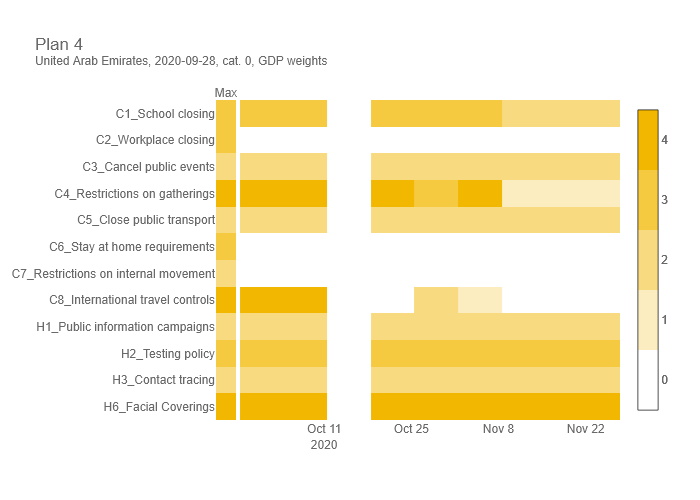 Plan 4
United Arab Emirates, 2020-09-28, cat. 0, GDP weights
Max
C1_School closing
C2_Workplace closing
C3_Cancel public events
C4_Restrictions on gatherings
C5_Close public transport
C6_Stay at home requirements
C7_Restrictions on internal movement
C8_International travel controls
H1_Public information campaigns
H2_Testing policy
H3_Contact tracing
H6_Facial Coverings
4
3
2
1
0
Oct 11 Oct 25 Nov 8 Nov 22
2020